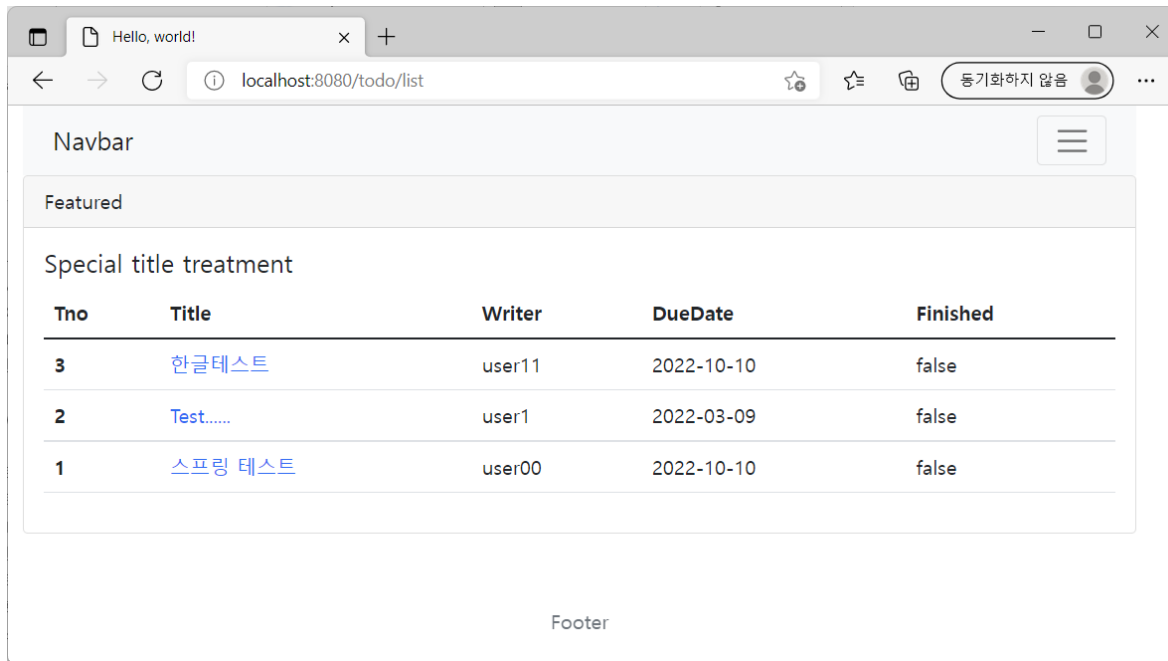 Hello, world!
localhost:8080/todo/list
동기화하지 않음
Navbar
Featured
Special title treatment
Tno Title Writer DueDate Finished
3 한글테스트 user11 2022-10-10 false
2 Test...... user1 2022-03-09 false
1 스프링 테스트 user00 2022-10-10 false
Footer